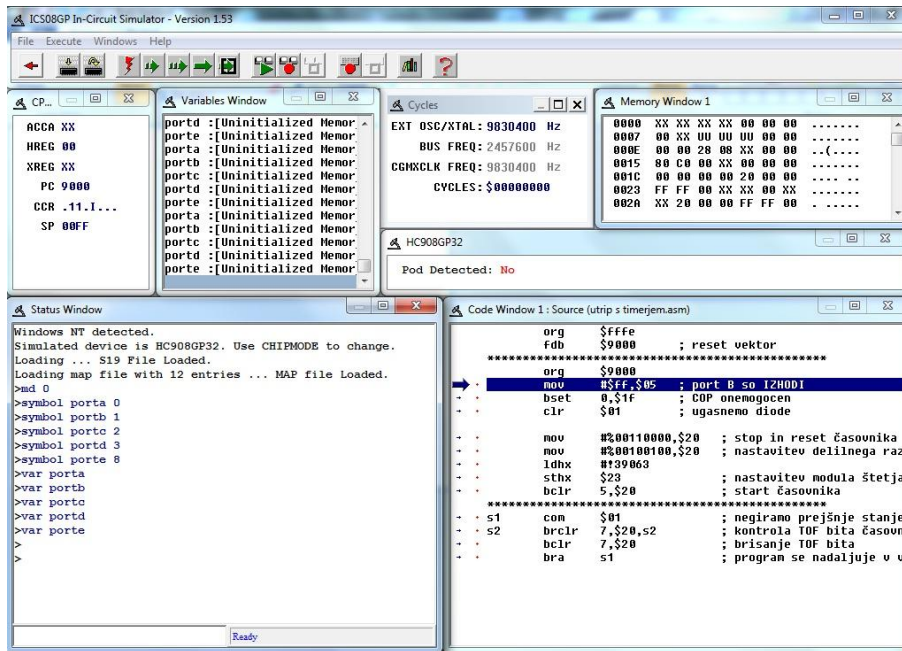 ICS08GP In-Circuit Simulator - Version 1.53
File Execute Windows Help
CP...
ACCA XX
HREG 00
XREG XX
PC 9000
CCR .11.I...
SP 00FF
Variables Window
portd :[Uninitialized Memor
porte :[Uninitialized Memor
porta :[Uninitialized Memor
portb :[Uninitialized Memor
portc :[Uninitialized Memor
portd :[Uninitialized Memor
porte :[Uninitialized Memor
porta :[Uninitialized Memor
portb :[Uninitialized Memor
portc :[Uninitialized Memor
portd :[Uninitialized Memor
porte :[Uninitialized Memor
Cycles
EXT OSC/XTAL: 9830400 Hz
BUS FREQ: 2457600 Hz
CGMXCLK FREQ: 9830400 Hz
CYCLES: $00000000
Memory Window 1
0000 XX XX XX XX 00 00 00 .......
0007 00 XX UU UU UU 00 00 .......
000E 00 00 28 08 XX 00 00 ..(....
0015 80 C0 00 XX 00 00 00 .......
001C 00 00 00 00 20 00 00 .... ..
0023 FF FF 00 XX XX 00 XX .......
002A XX 20 00 00 FF FF 00 . .....
HC908GP32
Pod Detected: No
Status Window
Windows NT detected.
Simulated device is HC908GP32. Use CHIPMODE to change.
Loading ... S19 File Loaded.
Loading map file with 12 entries ... MAP file Loaded.
>md 0
>symbol porta 0
>symbol portb 1
>symbol portc 2
>symbol portd 3
>symbol porte 8
>var porta
>var portb
>var portc
>var portd
>var porte
>
>
Ready
Code Window 1 : Source (utrip s timerjem.asm)
org $fffe
fdb $9000 ; reset vektor
****************************************************
org $9000
mov #$ff,$05 ; port B so IZHODI
bset 0,$1f ; COP onemogocen
clr $01 ; ugasnemo diode
mov #%00110000,$20 ; stop in reset časovnika
mov #%00100100,$20 ; nastavitev delilnega raz
ldhx #!39063
sthx $23 ; nastavitev modula štetja
bclr 5,$20 ; start časovnika
****************************************************
s1 com $01 ; negiramo prejšnje stanje
s2 brclr 7,$20,s2 ; kontrola TOF bita časovn
bclr 7,$20 ; brisanje TOF bita
bra s1 ; program se nadaljuje v v